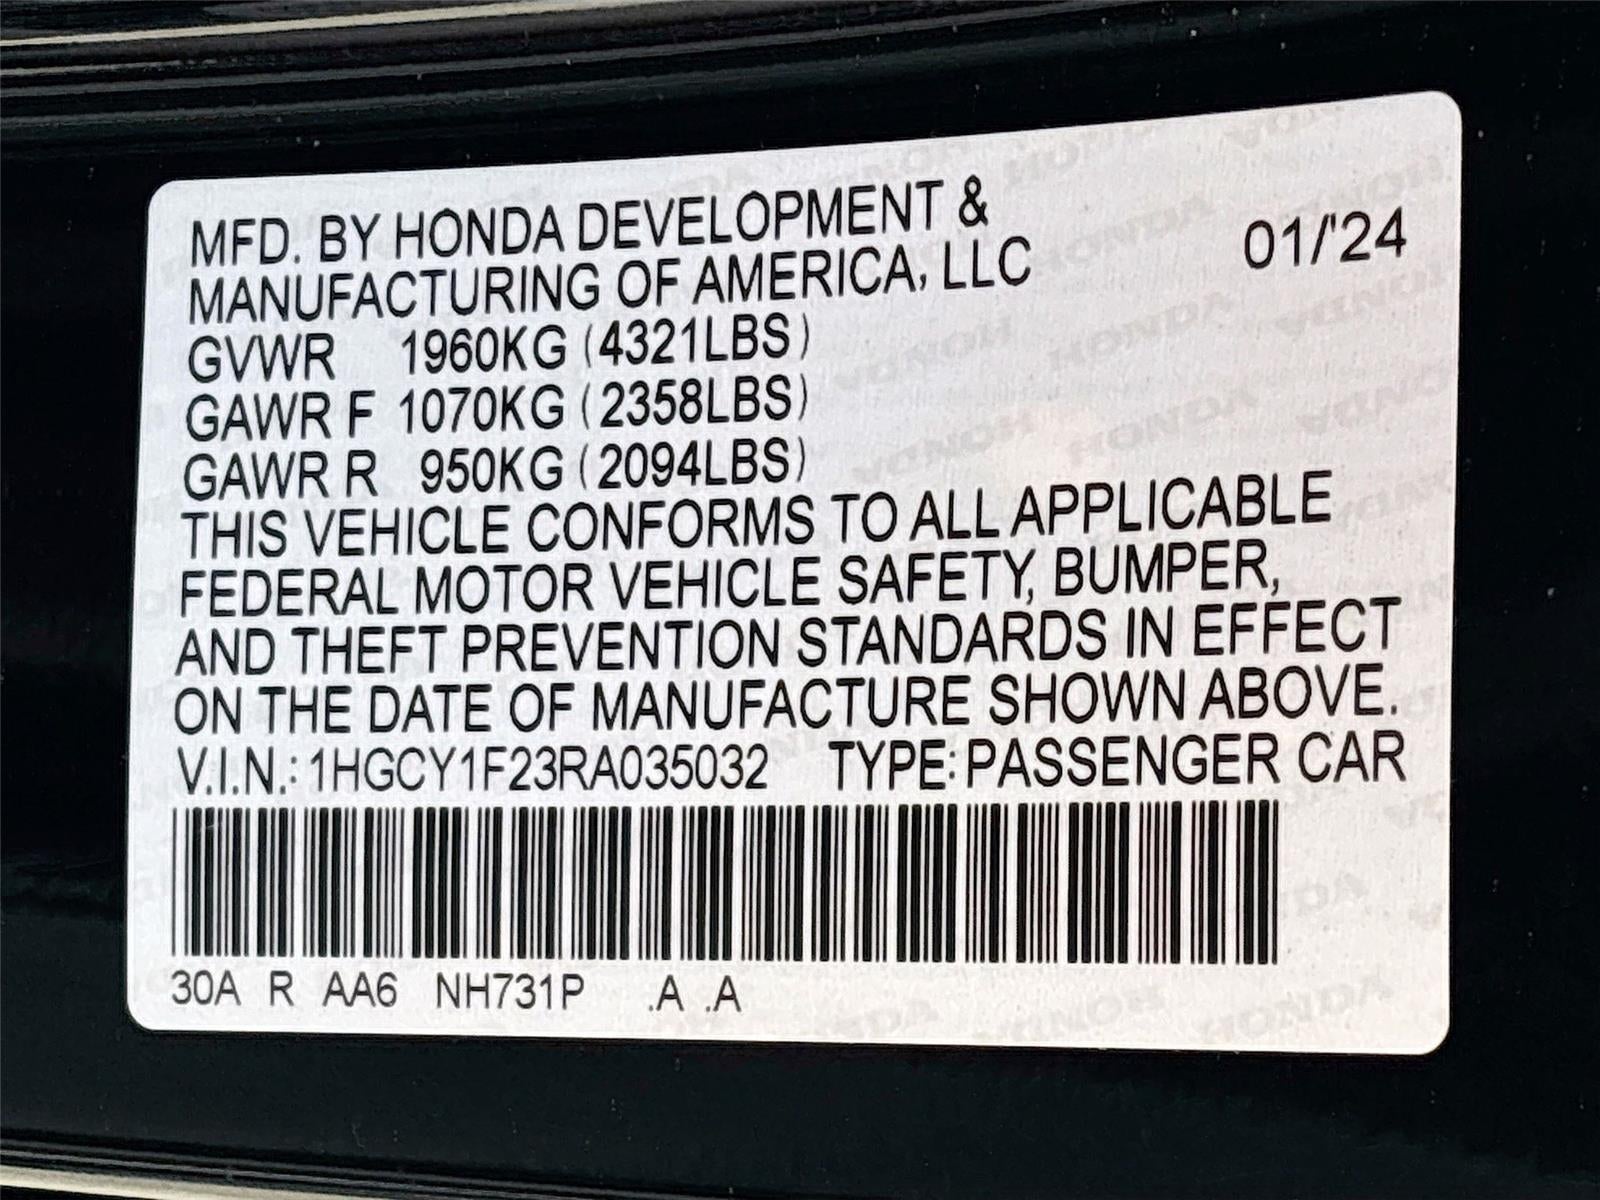 MFD. BY HONDA DEVELOPMENT &
MANUFACTURING OF AMERICA, LLC
01/'24
GVWR 1960KG (4321LBS)
GAWR F 1070KG (2358LBS)
GAWR R 950KG (2094LBS)
THIS VEHICLE CONFORMS TO ALL APPLICABLE
FEDERAL MOTOR VEHICLE SAFETY, BUMPER,
AND THEFT PREVENTION STANDARDS IN EFFECT
ON THE DATE OF MANUFACTURE SHOWN ABOVE.
V.I.N.: 1HGCY1F23RA035032 TYPE: PASSENGER CAR
30A R AA6 NH731P .A .A